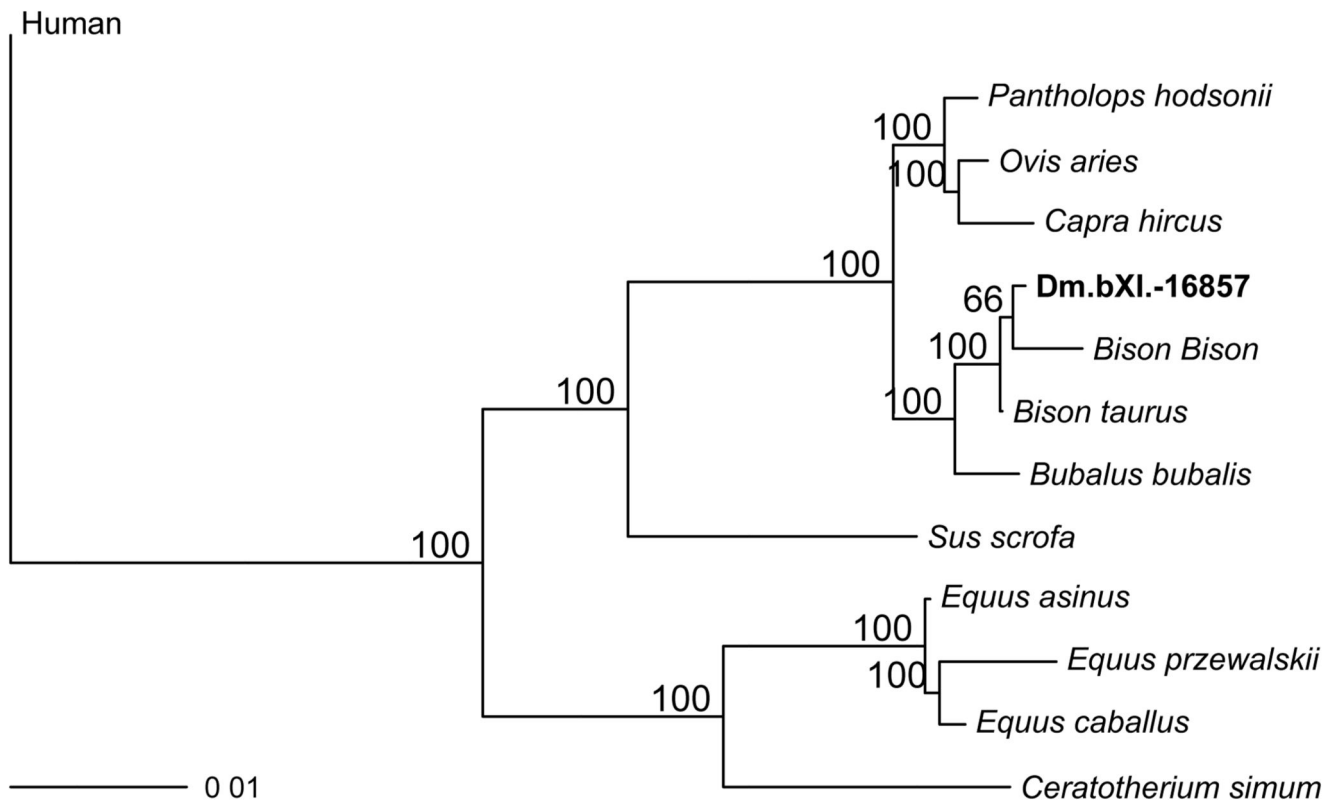 Human
Pantholops hodsonii
100
Ovis aries
100
Capra hircus
100
Dm.bXI.-16857
66
Bison Bison
100
100
Bison taurus
100
Bubalus bubalis
100
Sus scrofa
Equus asinus
100
Equus przewalskii
100
100
Equus caballus
0 01
Ceratotherium simum